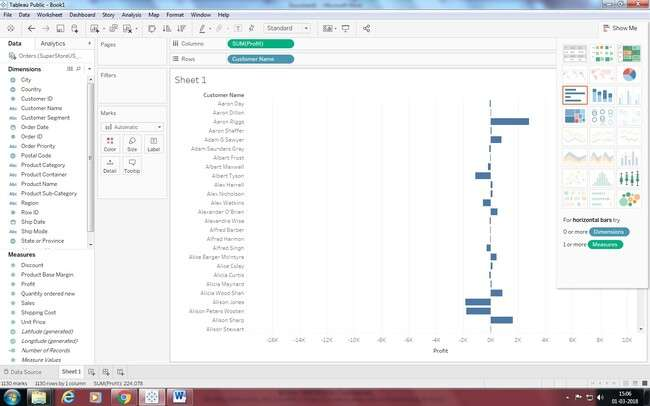 Tableau Public - Book1
File Data Worksheet Dashboard Story Analysis Map Format Window Help
Standard
Show Me
Data Analytics
Orders (SuperStoreUS_...
Dimensions
City
Country
Customer ID
Customer Name
Customer Segment
Order Date
Order ID
Order Priority
Postal Code
Product Category
Product Container
Product Name
Product Sub-Category
Region
Row ID
Ship Date
Ship Mode
State or Province
Measures
Discount
Product Base Margin
Profit
Quantity ordered new
Sales
Shipping Cost
Unit Price
Latitude (generated)
Longitude (generated)
Number of Records
Measure Values
Pages
Filters
Marks
Automatic
Color Size Label
Detail Tooltip
Columns SUM(Profit)
Rows Customer Name
Sheet 1
Customer Name
Aaron Day
Aaron Dillon
Aaron Riggs
Aaron Shaffer
Adam G Sawyer
Adam Saunders Gray
Albert Frost
Albert Maxwell
Albert Tyson
Alex Harrell
Alex Nicholson
Alex Watkins
Alexander O'Brien
Alexandra Wise
Alfred Barber
Alfred Harmon
Alfred Singh
Alice Berger McIntyre
Alice Coley
Alicia Curtis
Alicia Maynard
Alicia Wood Shah
Alison Jones
Alison Peters Wooten
Alison Sharp
Alison Stewart
-16K -14K -12K -10K -8K -6K -4K -2K 0K 2K 4K 6K 8K 10K
Profit
For horizontal bars try
0 or more Dimensions
1 or more Measures
Data Source Sheet 1
1130 marks 1130 rows by 1 column SUM(Profit): 224,078
15:06
01-03-2018